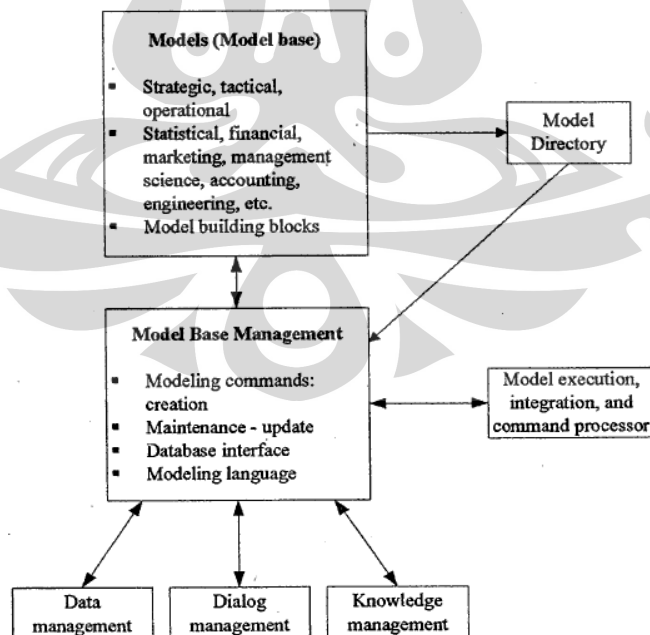 Models (Model base)
▪ Strategic, tactical,
operational
▪ Statistical, financial,
marketing, management
science, accounting,
engineering, etc.
▪ Model building blocks
Model
Directory
Model Base Management
▪ Modeling commands:
creation
▪ Maintenance - update
▪ Database interface
▪ Modeling language
Model execution,
integration, and
command processor
Data
management
Dialog
management
Knowledge
management